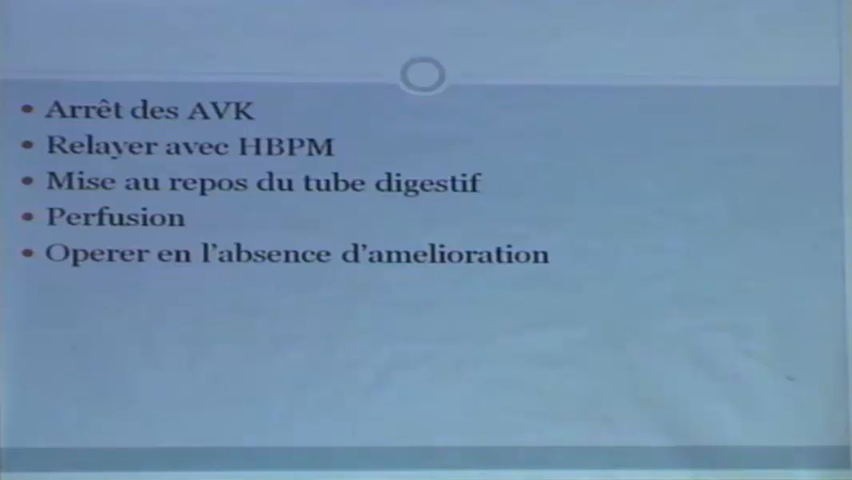 • Arrêt des AVK
• Relayer avec HBPM
• Mise au repos du tube digestif
• Perfusion
• Operer en l'absence d'amelioration